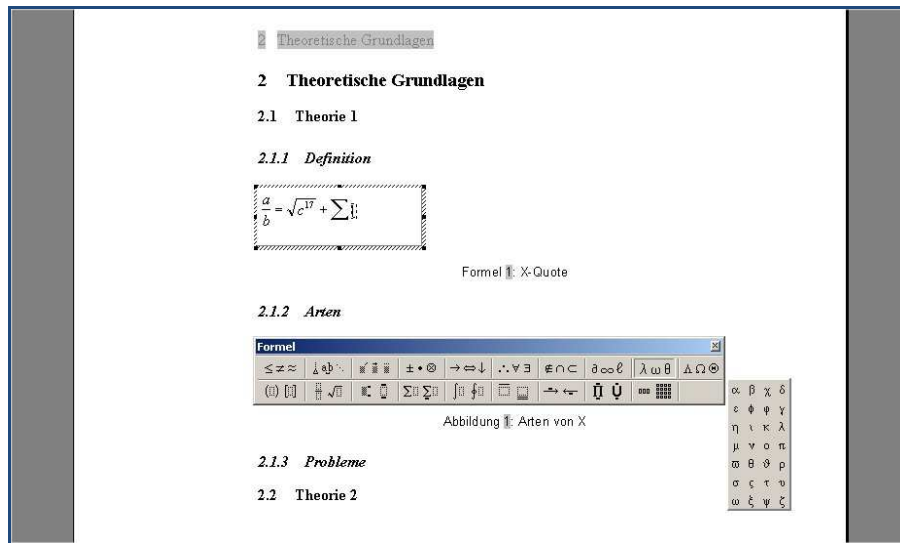 2 Theoretische Grundlagen
2 Theoretische Grundlagen
2.1 Theorie 1
2.1.1 Definition
a/b = √c¹⁷ + ∑
Formel 1: X-Quote
2.1.2 Arten
Formel
≤≠≈ ab ±•⊗ →⇔↓ ∴∀∃ ∉∩⊂ ∂∞ℓ λωθ ΛΩ⊛
Abbildung 1: Arten von X
α β χ δ
ε ϕ φ γ
η ι κ λ
μ ν ο π
ϖ θ ϑ ρ
σ ς τ υ
ω ξ ψ ζ
2.1.3 Probleme
2.2 Theorie 2